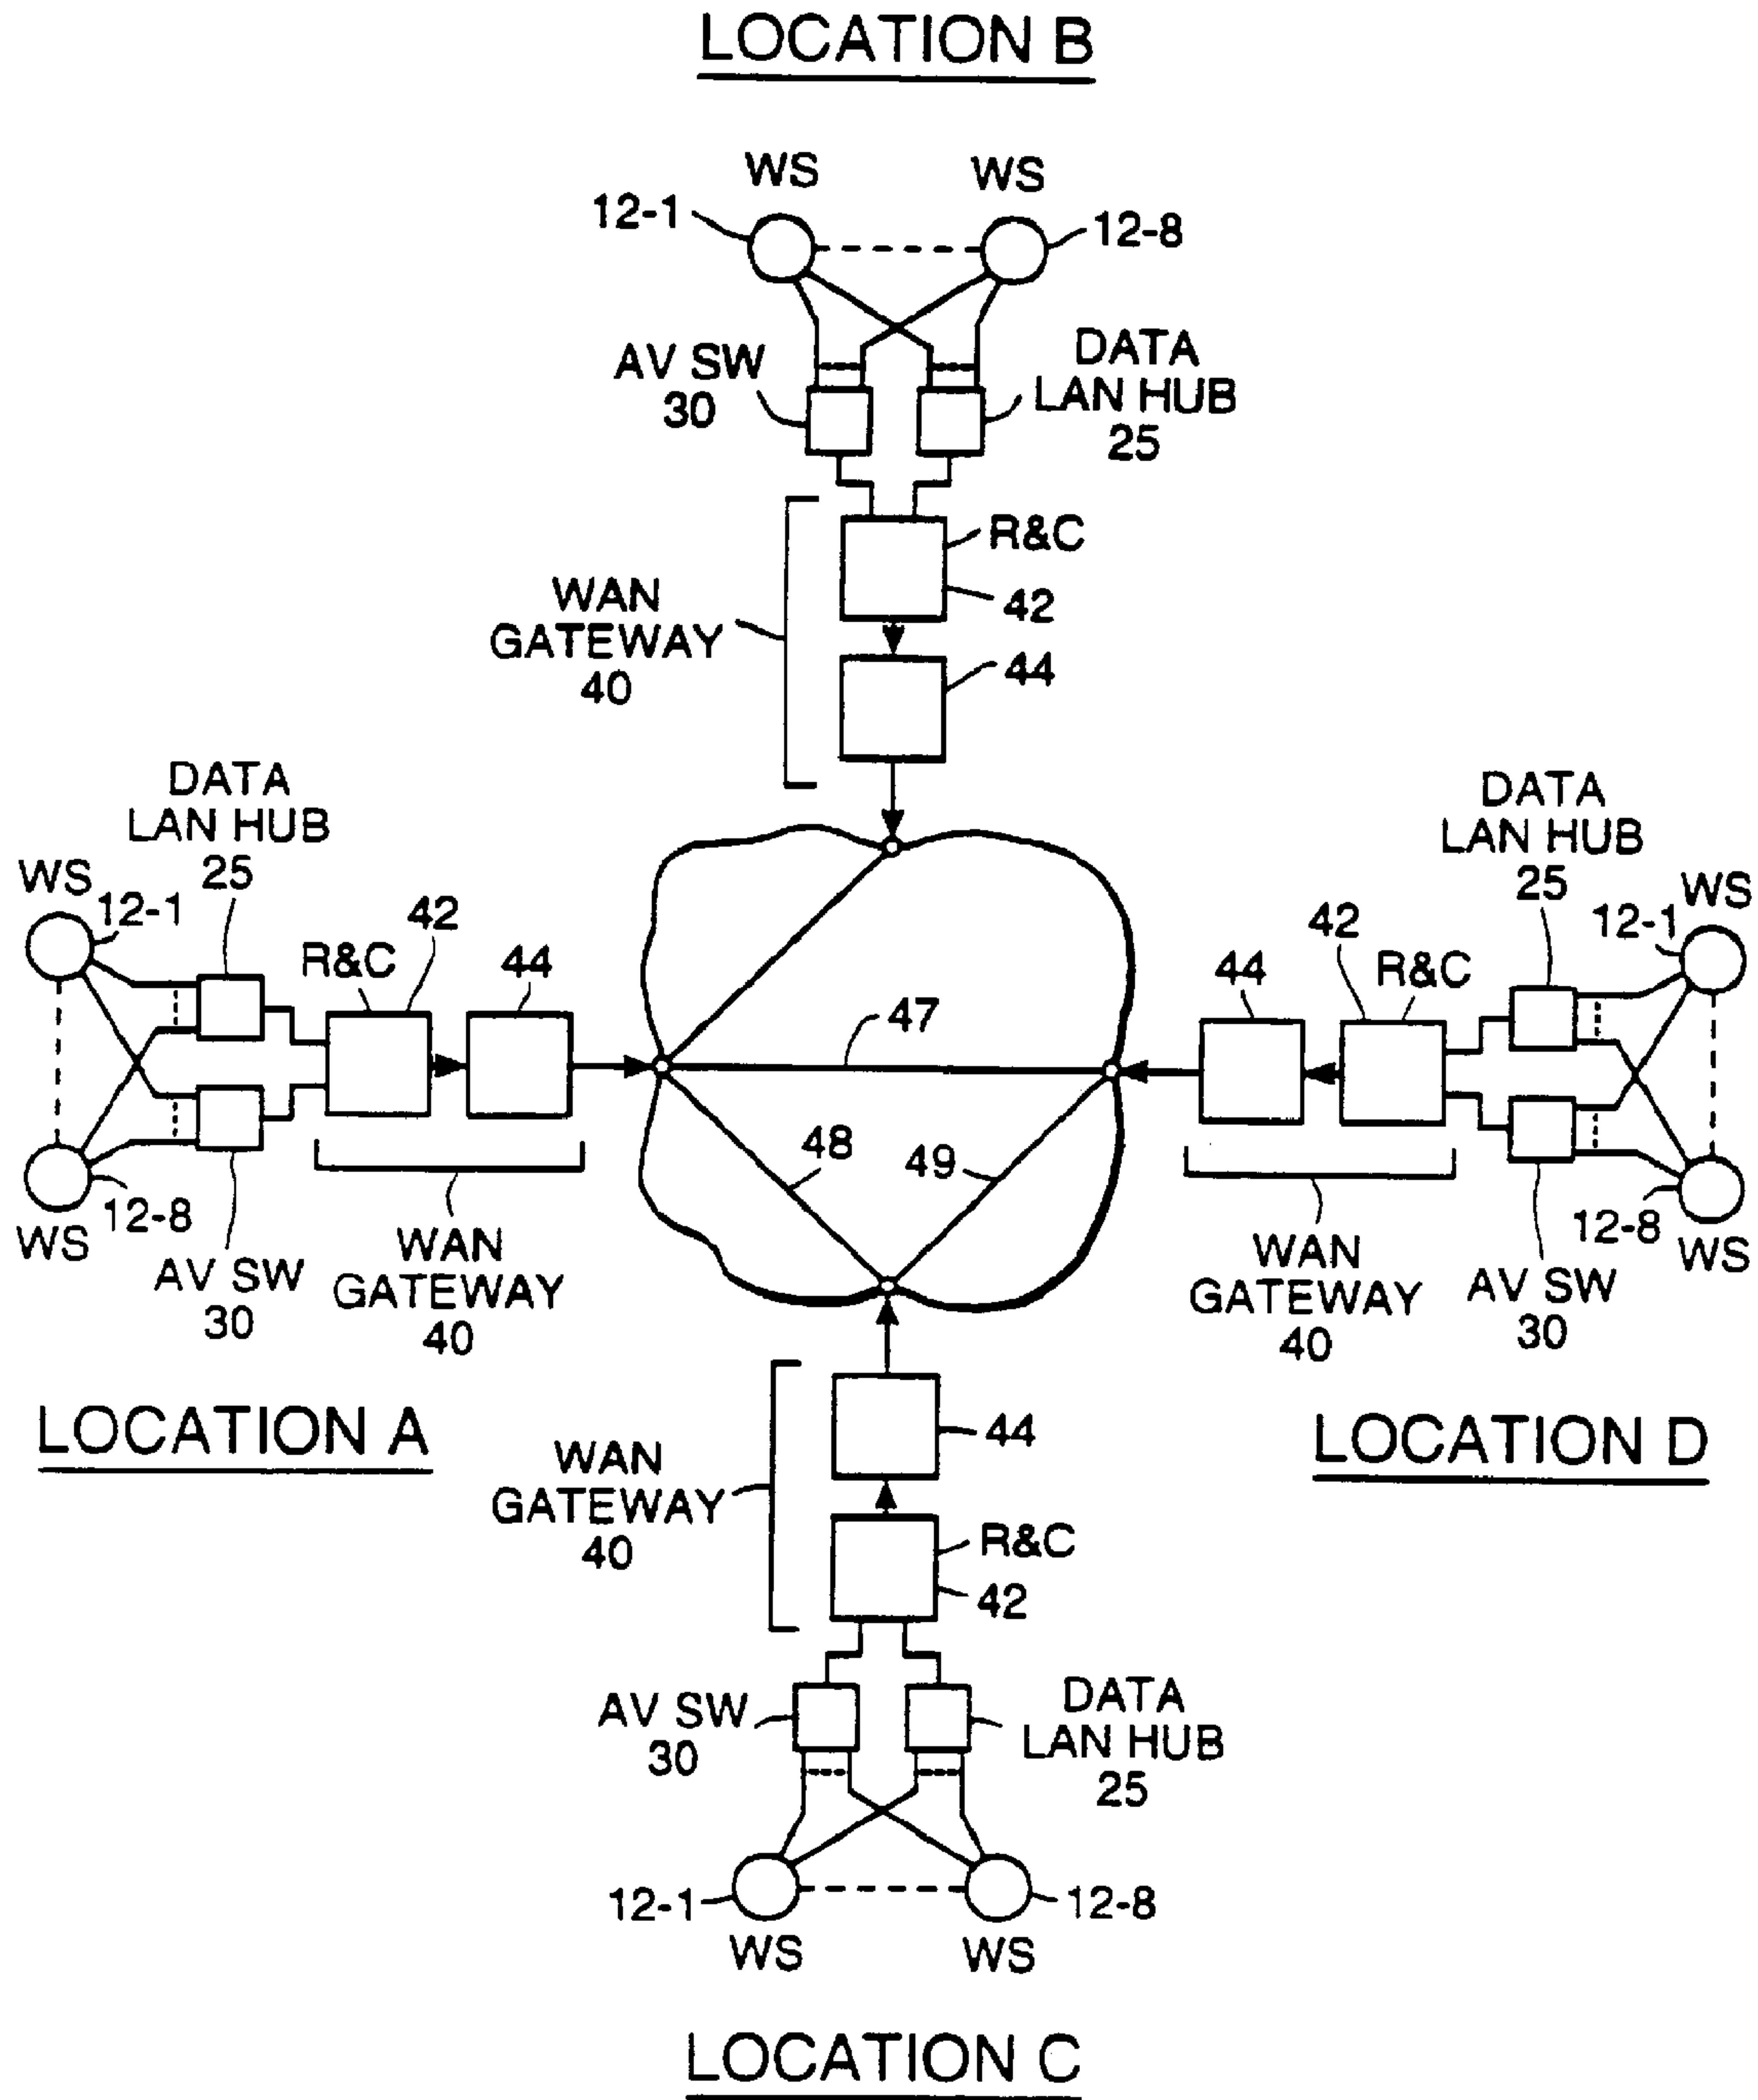 LOCATION B
WS
WS
12-1
12-8
AV SW
30
DATA
LAN HUB
25
R&C
42
WAN
GATEWAY
40
44
DATA
LAN HUB
25
WS
12-1
42
R&C
44
12-8
WS
AV SW
30
WAN
GATEWAY
40
LOCATION A
47
48
49
DATA
LAN HUB
25
WS
12-1
42
R&C
44
12-8
WS
WAN
GATEWAY
40
AV SW
30
LOCATION D
44
WAN
GATEWAY
40
R&C
42
AV SW
30
DATA
LAN HUB
25
12-1
12-8
WS
WS
LOCATION C